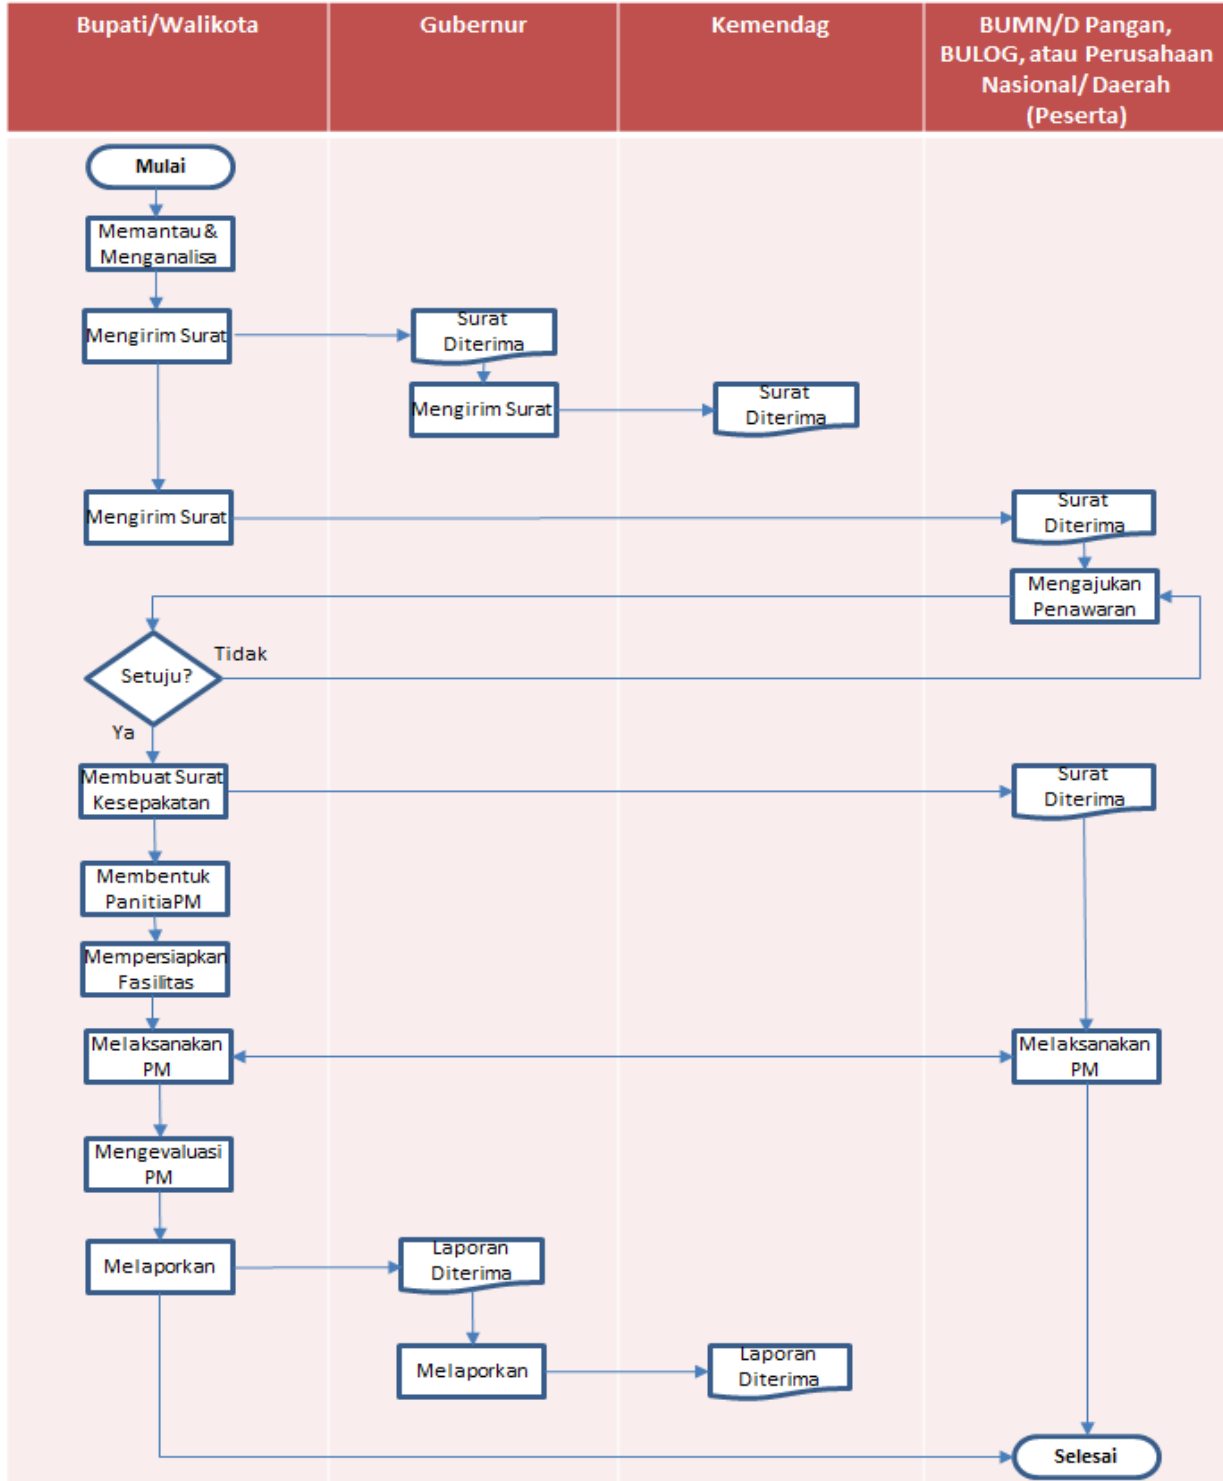 Bupati/Walikota
Gubernur
Kemendag
BUMN/D Pangan,
BULOG, atau Perusahaan
Nasional/ Daerah
(Peserta)
Mulai
Memantau &
Menganalisa
Mengirim Surat
Surat
Diterima
Mengirim Surat
Surat
Diterima
Mengirim Surat
Surat
Diterima
Mengajukan
Penawaran
Setuju?
Tidak
Ya
Membuat Surat
Kesepakatan
Surat
Diterima
Membentuk
PanitiaPM
Mempersiapkan
Fasilitas
Melaksanakan
PM
Melaksanakan
PM
Mengevaluasi
PM
Melaporkan
Laporan
Diterima
Melaporkan
Laporan
Diterima
Selesai